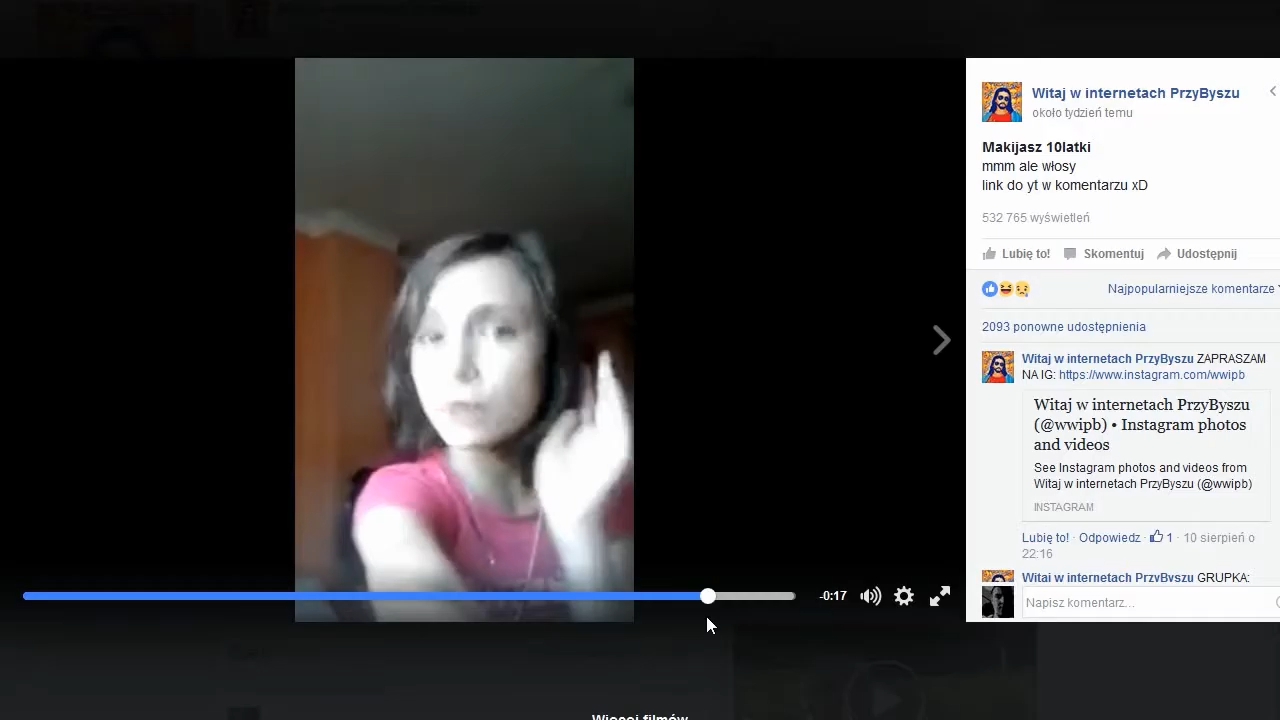 Witaj w internetach PrzyByszu
około tydzień temu
Makijasz 10latki
mmm ale włosy
link do yt w komentarzu xD
532 765 wyświetleń
Lubię to! Skomentuj Udostępnij
Najpopularniejsze komentarze
2093 ponowne udostępnienia
Witaj w internetach PrzyByszu ZAPRASZAM
NA IG: https://www.instagram.com/wwipb
Witaj w internetach PrzyByszu
(@wwipb) • Instagram photos
and videos
See Instagram photos and videos from
Witaj w internetach PrzyByszu (@wwipb)
INSTAGRAM
Lubię to! · Odpowiedz · 1 · 10 sierpień o
22:16
Witaj w internetach PrzyByszu GRUPKA:
Napisz komentarz...
-0:17
Więcej filmów